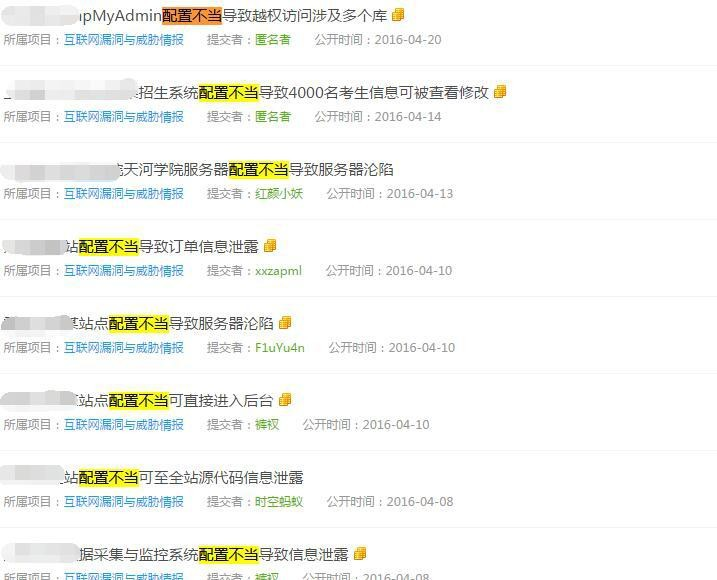 pMyAdmin配置不当导致越权访问涉及多个库
所属项目：互联网漏洞与威胁情报 提交者：匿名者 公开时间：2016-04-20
招生系统配置不当导致4000名考生信息可被查看修改
所属项目：互联网漏洞与威胁情报 提交者：匿名者 公开时间：2016-04-14
天河学院服务器配置不当导致服务器沦陷
所属项目：互联网漏洞与威胁情报 提交者：红颜小妖 公开时间：2016-04-13
站配置不当导致订单信息泄露
所属项目：互联网漏洞与威胁情报 提交者：xxzapml 公开时间：2016-04-10
某站点配置不当导致服务器沦陷
所属项目：互联网漏洞与威胁情报 提交者：F1uYu4n 公开时间：2016-04-10
站点配置不当可直接进入后台
所属项目：互联网漏洞与威胁情报 提交者：裤衩 公开时间：2016-04-10
站配置不当可至全站源代码信息泄露
所属项目：互联网漏洞与威胁情报 提交者：时空蚂蚁 公开时间：2016-04-08
据采集与监控系统配置不当导致信息泄露
所属项目：互联网漏洞与威胁情报 提交者：裤衩 公开时间：2016-04-08